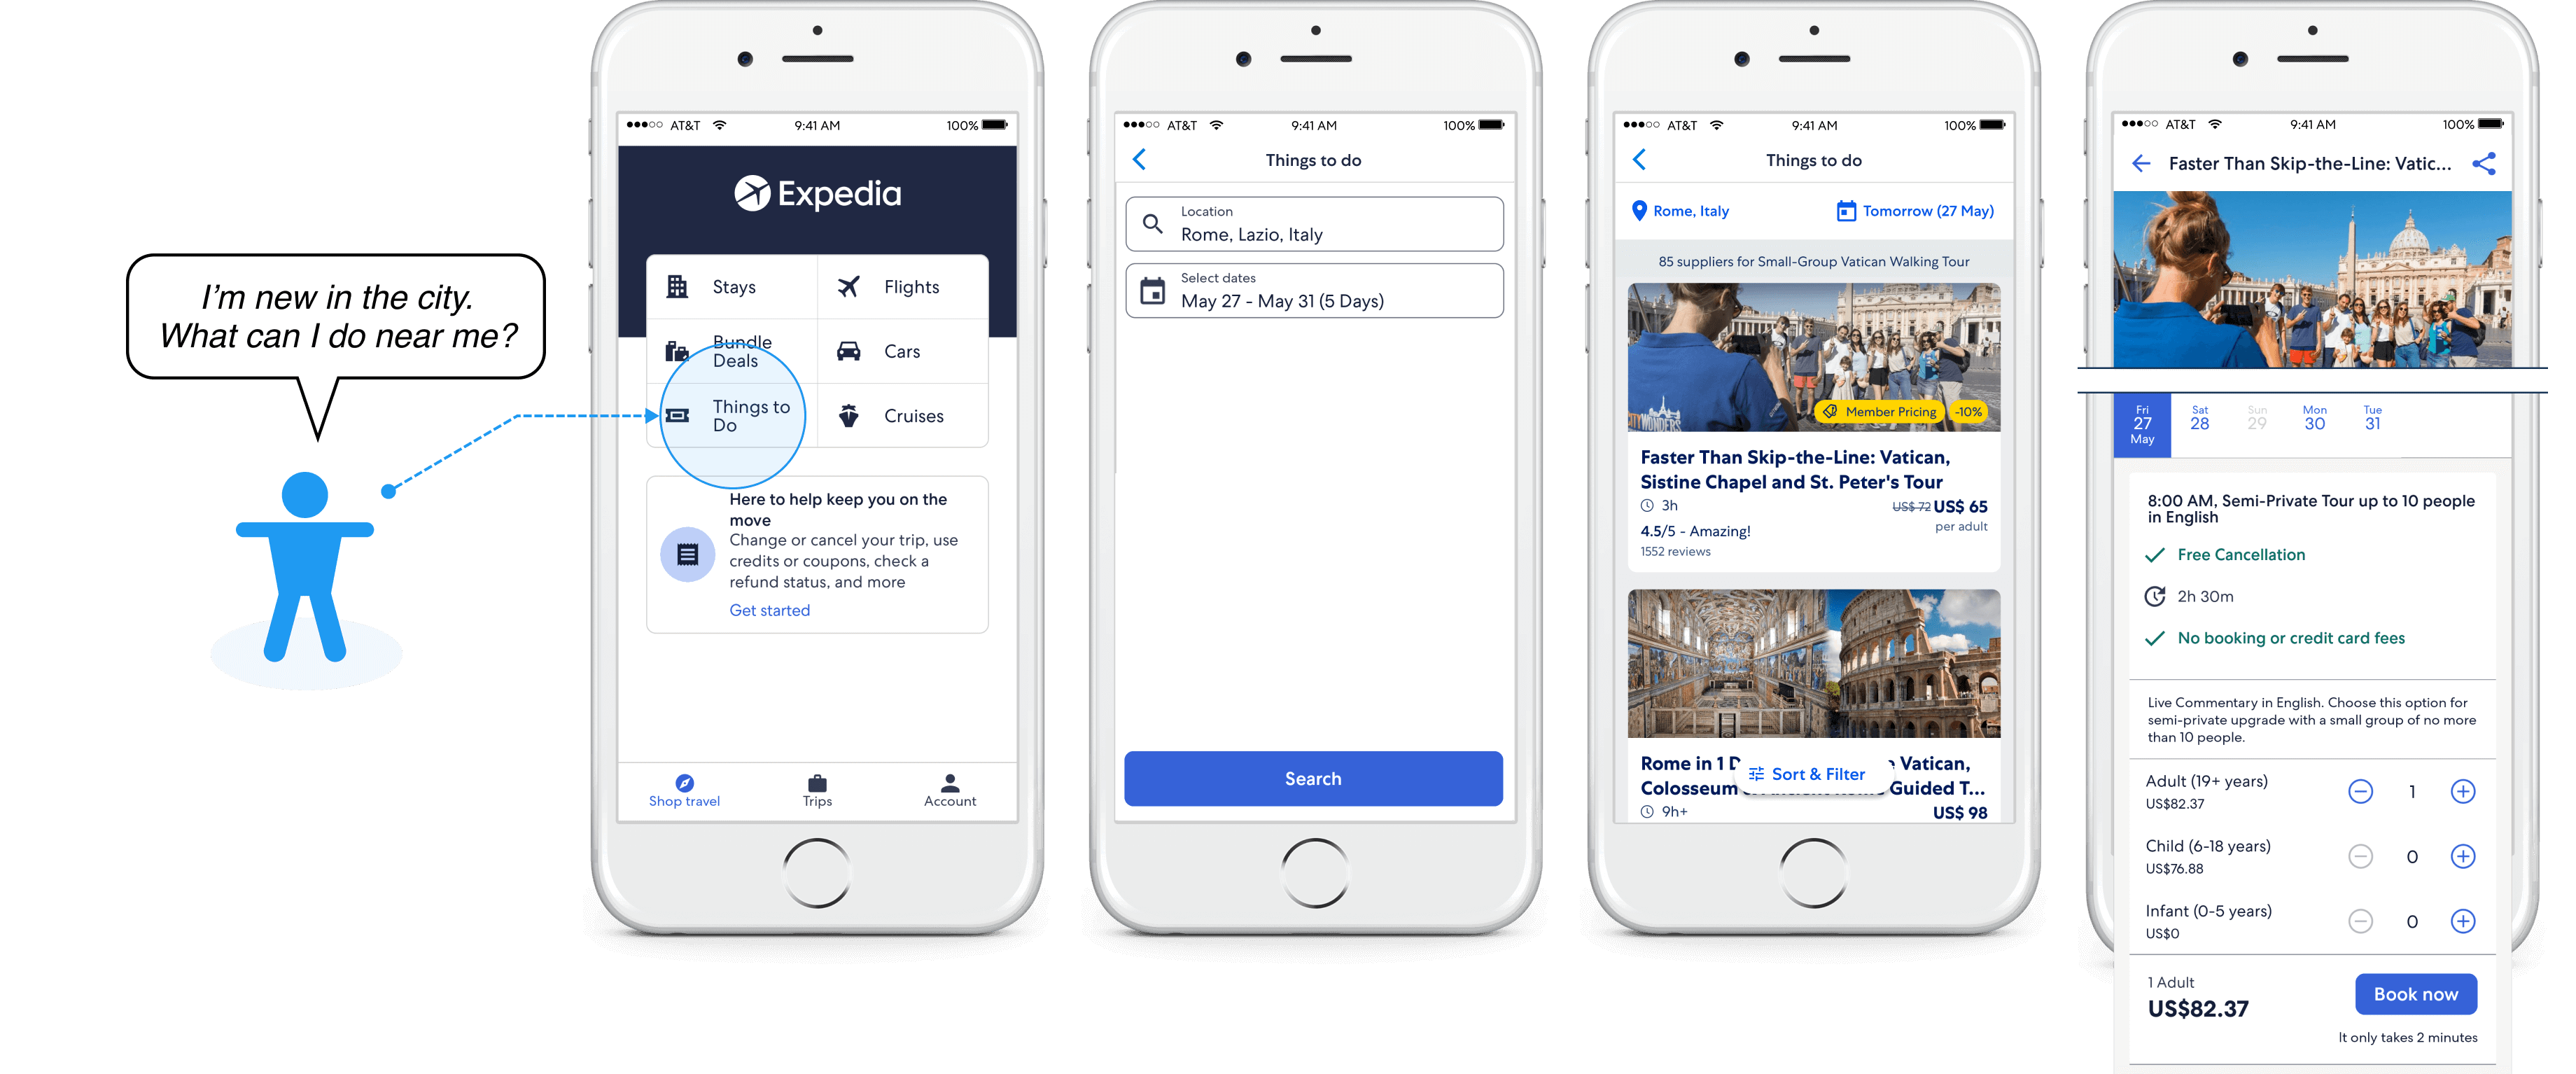 I'm new in the city.
What can I do near me?
AT&T
9:41 AM
100%
Expedia
Stays
Flights
Bundle
Deals
Cars
Things to
Do
Cruises
Here to help keep you on the
move
Change or cancel your trip, use
credits or coupons, check a
refund status, and more
Get started
Shop travel
Trips
Account
AT&T
9:41 AM
100%
Things to do
Location
Rome, Lazio, Italy
Select dates
May 27 - May 31 (5 Days)
Search
AT&T
9:41 AM
100%
Things to do
Rome, Italy
Tomorrow (27 May)
85 suppliers for Small-Group Vatican Walking Tour
CITY WONDERS
Member Pricing
-10%
Faster Than Skip-the-Line: Vatican,
Sistine Chapel and St. Peter's Tour
3h
US$ 72 US$ 65
4.5/5 - Amazing!
per adult
1552 reviews
Rome in 1 D
Vatican,
Sort & Filter
Colosseum
Guided T...
9h+
US$ 98
AT&T
9:41 AM
100%
Faster Than Skip-the-Line: Vatic...
Fri
27
May
Sat
28
Sun
29
Mon
30
Tue
31
8:00 AM, Semi-Private Tour up to 10 people
in English
Free Cancellation
2h 30m
No booking or credit card fees
Live Commentary in English. Choose this option for
semi-private upgrade with a small group of no more
than 10 people.
Adult (19+ years)
US$82.37
1
Child (6-18 years)
US$76.88
0
Infant (0-5 years)
US$0
0
1 Adult
US$82.37
Book now
It only takes 2 minutes